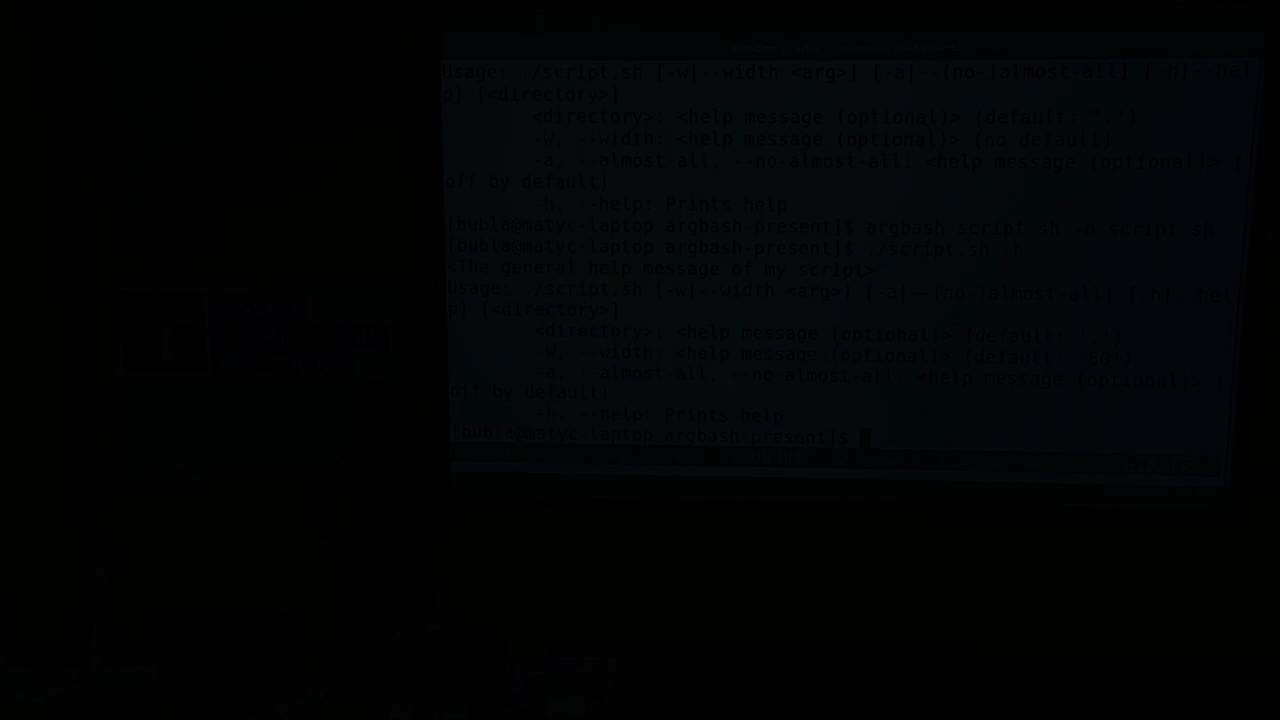 Usage: ./script.sh [-w|--width <arg>] [-a|--(no-)almost-all] [-h|--hel
p] [<directory>]
<directory>: <help message (optional)> (default: '.')
-w, --width: <help message (optional)> (no default)
-a, --almost-all, --no-almost-all: <help message (optional)> (
off by default)
-h, --help: Prints help
[bubla@matyc-laptop argbash-present]$ argbash script.sh -o script.sh
[bubla@matyc-laptop argbash-present]$ ./script.sh -h
<The general help message of my script>
Usage: ./script.sh [-w|--width <arg>] [-a|--(no-)almost-all] [-h|--hel
p] [<directory>]
<directory>: <help message (optional)> (default: '.')
-w, --width: <help message (optional)> (default: '80')
-a, --almost-all, --no-almost-all: <help message (optional)> (
off by default)
-h, --help: Prints help
[bubla@matyc-laptop argbash-present]$